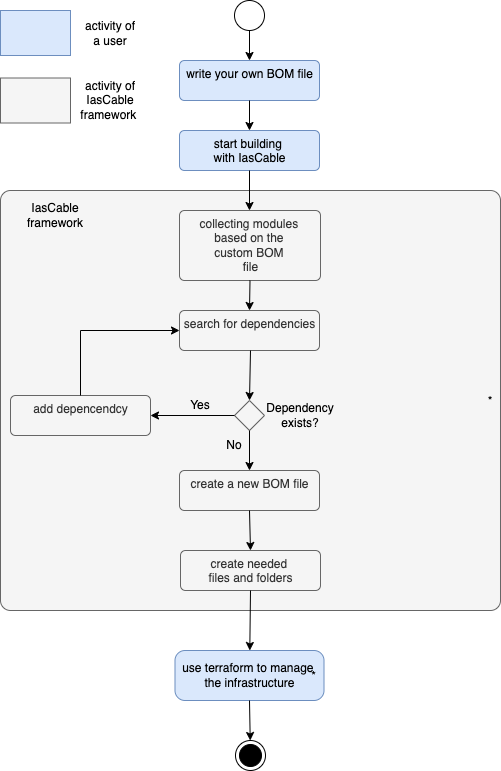 activity of
a user
activity of
IasCable
framework
write your own BOM file
start building
with IasCable
IasCable
framework
collecting modules
based on the
custom BOM
file
search for dependencies
add depencendcy
Yes
Dependency
exists?
*
No
create a new BOM file
create needed
files and folders
use terraform to manage
the infrastructure
*